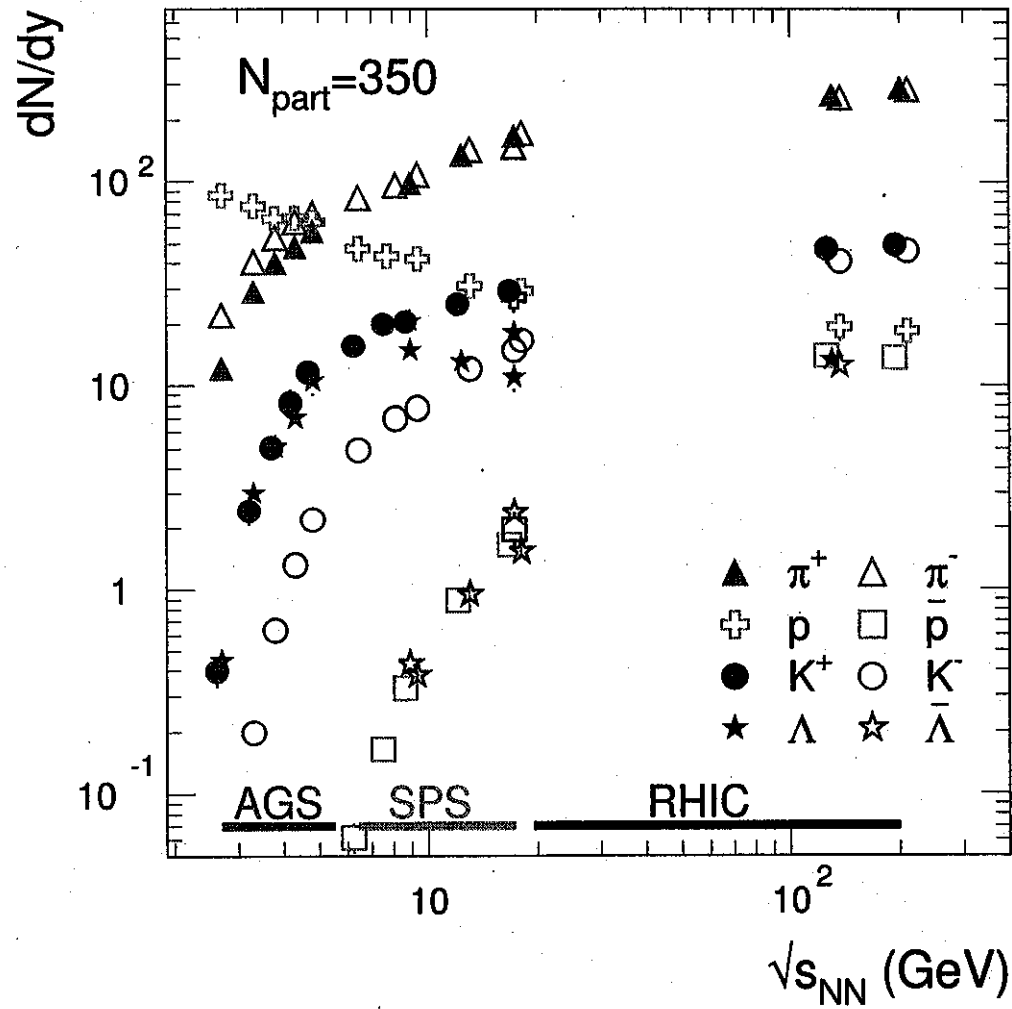 dN/dy
N_part=350
10^2
10
1
10^-1
π^+ π^-
p p̄
K^+ K^-
Λ Λ̄
AGS SPS RHIC
10 10^2
√s_NN (GeV)